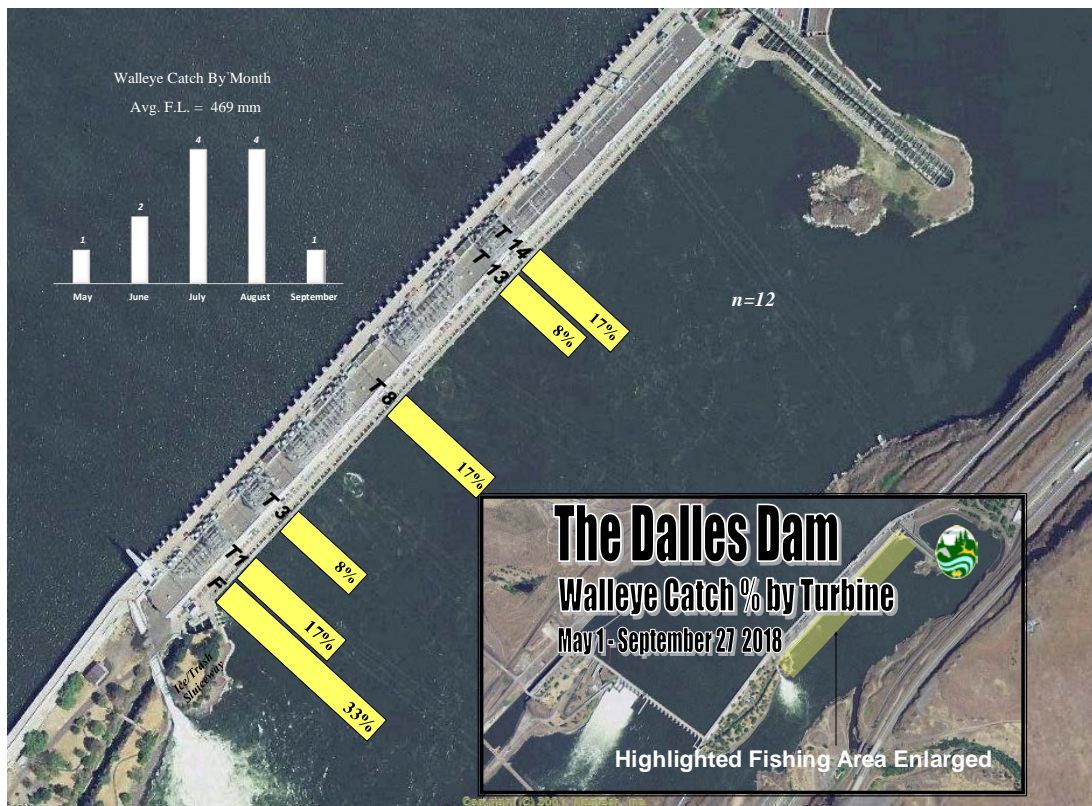 Walleye Catch By Month
Avg. F.L. = 469 mm
1
2
4
4
1
May
June
July
August
September
n=12
T 14
T 13
T 8
T 3
T1
F
17%
8%
17%
8%
17%
33%
Ice/Trash
Sluiceway
The Dalles Dam
Walleye Catch % by Turbine
May 1 - September 27 2018
Highlighted Fishing Area Enlarged